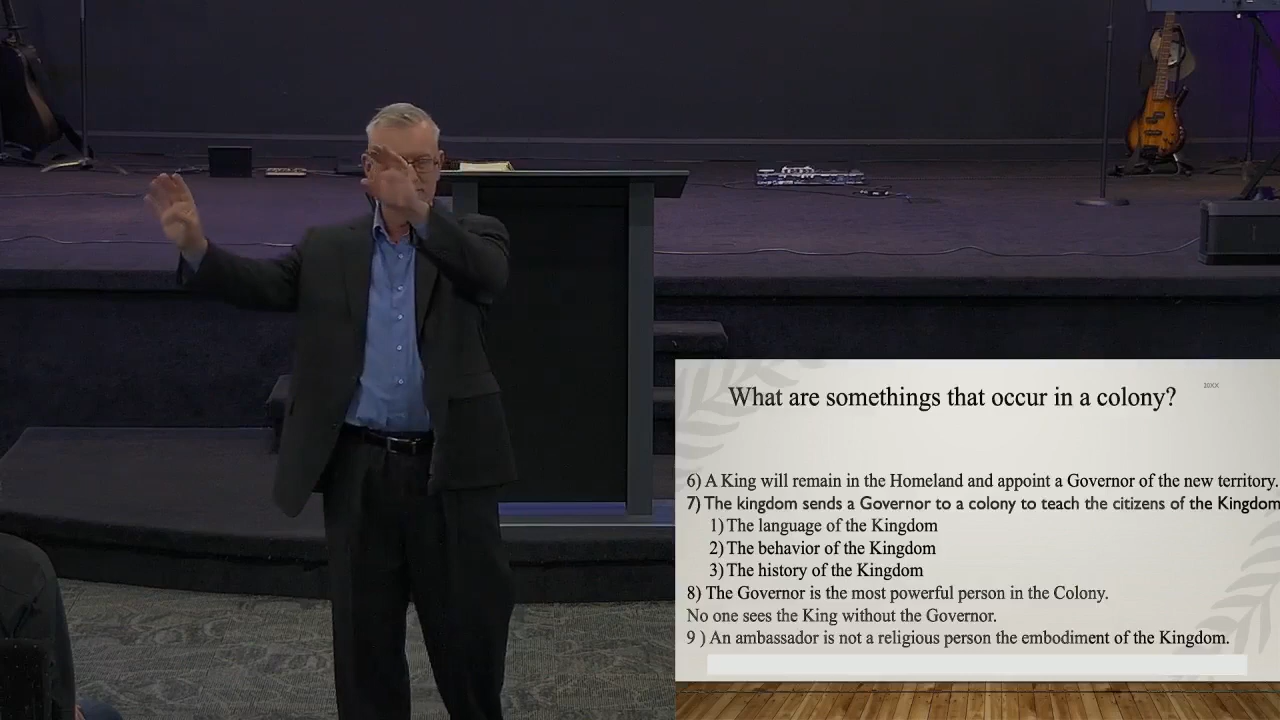 What are somethings that occur in a colony?
10XX
6) A King will remain in the Homeland and appoint a Governor of the new territory.
7) The kingdom sends a Governor to a colony to teach the citizens of the Kingdom
1) The language of the Kingdom
2) The behavior of the Kingdom
3) The history of the Kingdom
8) The Governor is the most powerful person in the Colony.
No one sees the King without the Governor.
9 ) An ambassador is not a religious person the embodiment of the Kingdom.